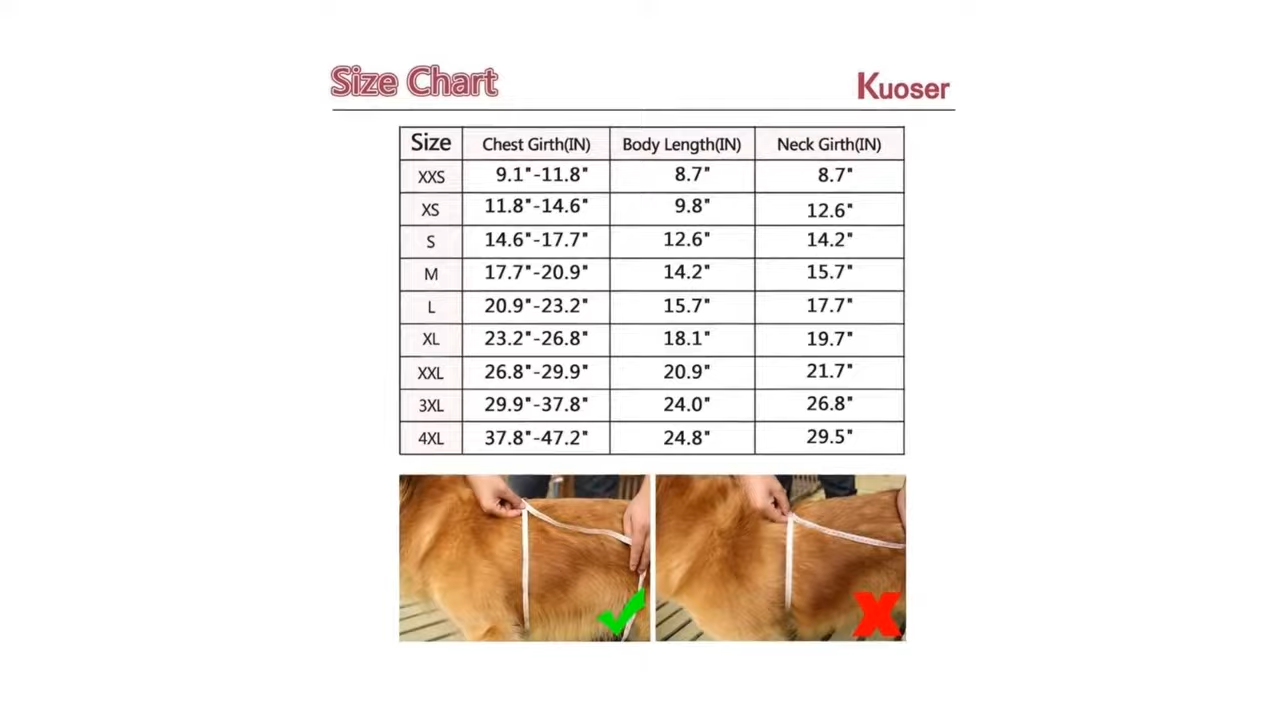 Size Chart
Kuoser
Size Chest Girth(IN) Body Length(IN) Neck Girth(IN)
XXS 9.1"-11.8" 8.7" 8.7"
XS 11.8"-14.6" 9.8" 12.6"
S 14.6"-17.7" 12.6" 14.2"
M 17.7"-20.9" 14.2" 15.7"
L 20.9"-23.2" 15.7" 17.7"
XL 23.2"-26.8" 18.1" 19.7"
XXL 26.8"-29.9" 20.9" 21.7"
3XL 29.9"-37.8" 24.0" 26.8"
4XL 37.8"-47.2" 24.8" 29.5"